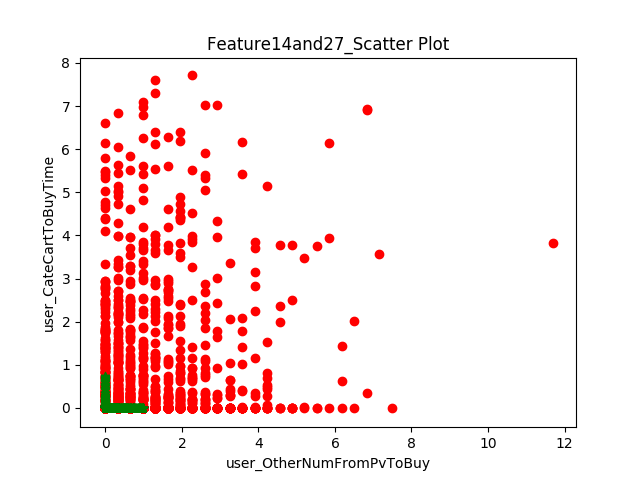 Feature14and27_Scatter Plot
user_CateCartToBuyTime
8
7
6
5
4
3
2
1
0
0 2 4 6 8 10 12
user_OtherNumFromPvToBuy